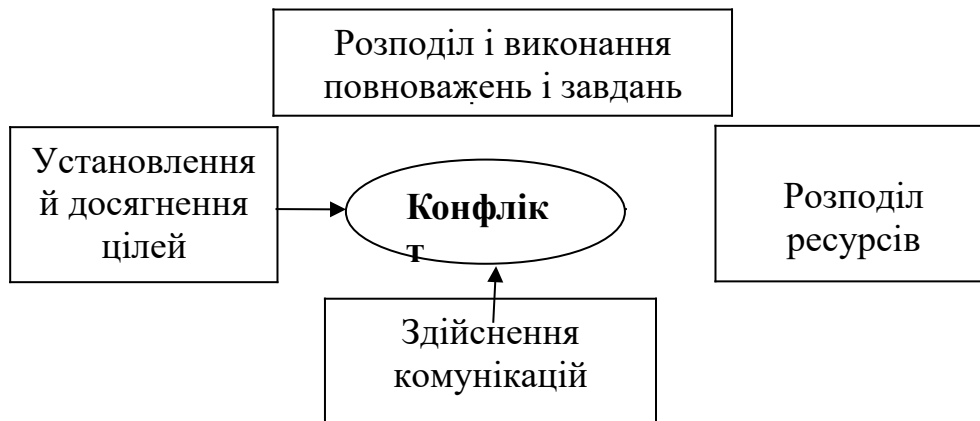 Розподіл і виконання
повноважень і завдань
Установлення
й досягнення
цілей
Конфлік
т
Розподіл
ресурсів
Здійснення
комунікацій